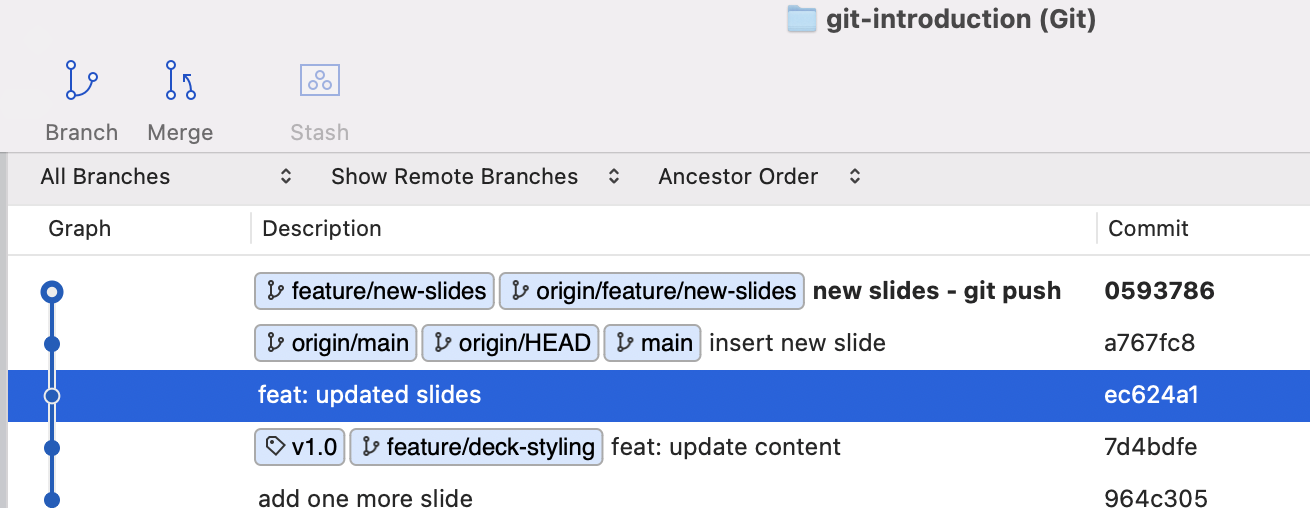 git-introduction (Git)
Branch Merge Stash
All Branches Show Remote Branches Ancestor Order
Graph Description Commit
feature/new-slides origin/feature/new-slides new slides - git push 0593786
origin/main origin/HEAD main insert new slide a767fc8
feat: updated slides ec624a1
v1.0 feature/deck-styling feat: update content 7d4bdfe
add one more slide 964c305